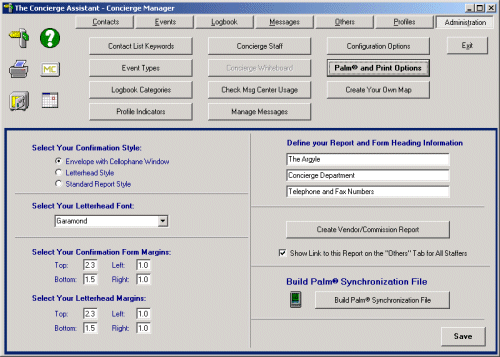 The Concierge Assistant - Concierge Manager
Contacts Events Logbook Messages Others Profiles Administration
Contact List Keywords Concierge Staff Configuration Options Exit
MC
Event Types Concierge Whiteboard Palm® and Print Options
Logbook Categories Check Msg Center Usage Create Your Own Map
Profile Indicators Manage Messages
Select Your Confirmation Style:
Envelope with Cellophane Window
Letterhead Style
Standard Report Style
Select Your Letterhead Font:
Garamond
Select Your Confirmation Form Margins:
Top: 2.3 Left: 1.0
Bottom: 1.5 Right: 1.0
Select Your Letterhead Margins:
Top: 2.3 Left: 1.0
Bottom: 1.5 Right: 1.0
Define your Report and Form Heading Information
The Argyle
Concierge Department
Telephone and Fax Numbers
Create Vendor/Commission Report
Show Link to this Report on the "Others" Tab for All Staffers
Build Palm® Synchronization File
Build Palm® Synchronization File
Save